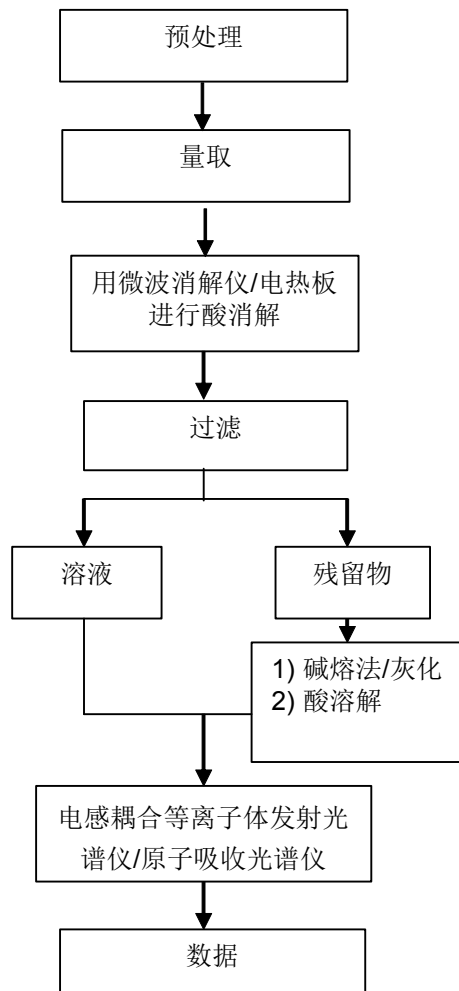 预处理
量取
用微波消解仪/电热板
进行酸消解
过滤
溶液
残留物
1) 碱熔法/灰化
2) 酸溶解
电感耦合等离子体发射光
谱仪/原子吸收光谱仪
数据